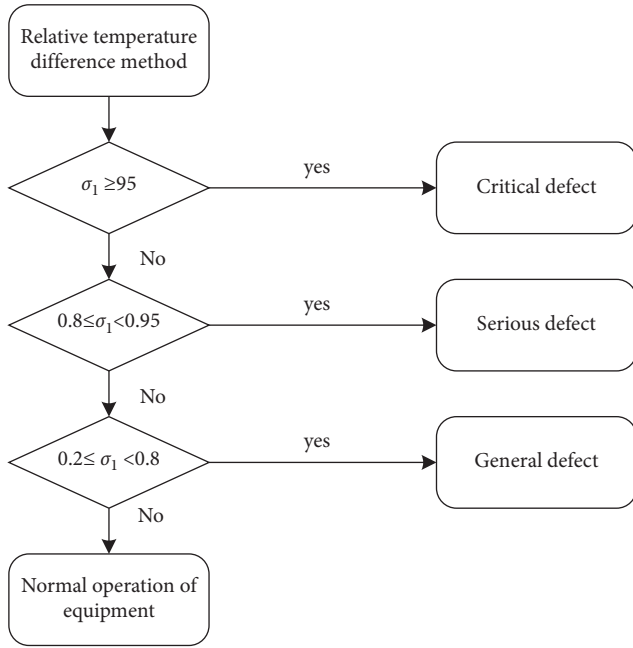 Relative temperature
difference method
σ₁ ≥95
yes
Critical defect
No
0.8≤σ₁<0.95
yes
Serious defect
No
0.2≤ σ₁ <0.8
yes
General defect
No
Normal operation of
equipment